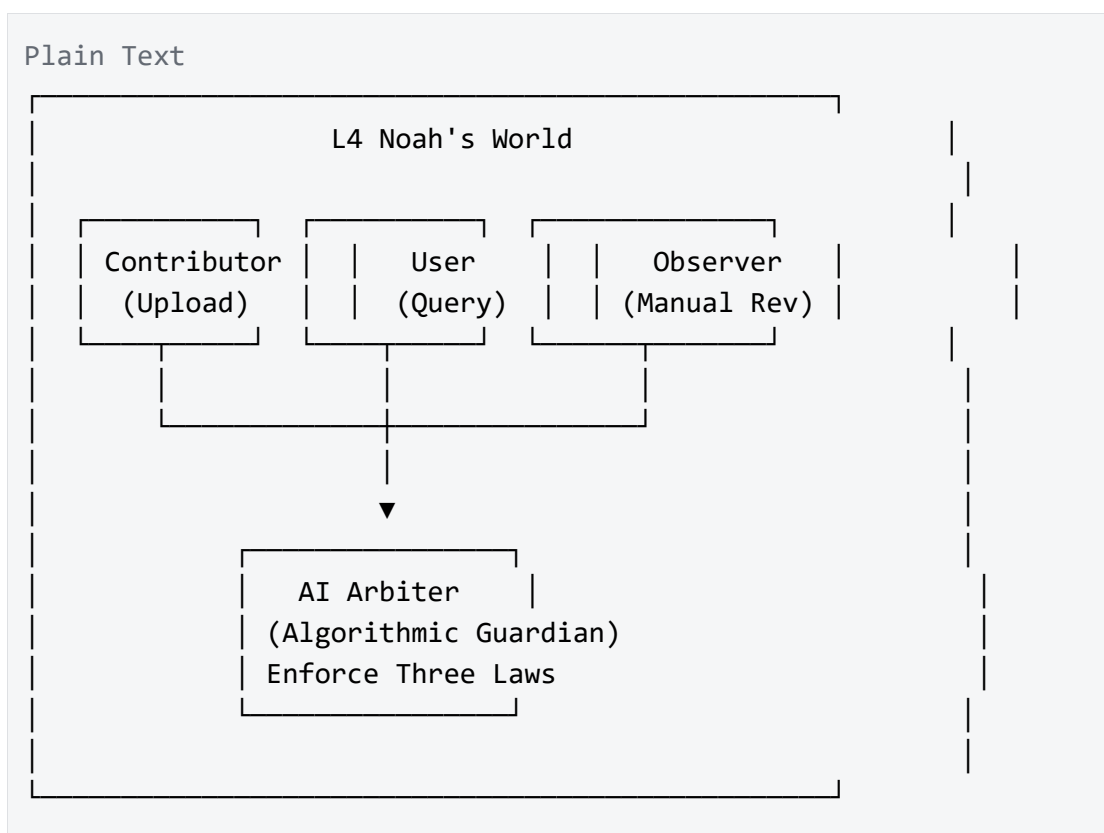 Plain Text
L4 Noah's World
Contributor User Observer
(Upload) (Query) (Manual Rev)
AI Arbiter
(Algorithmic Guardian)
Enforce Three Laws